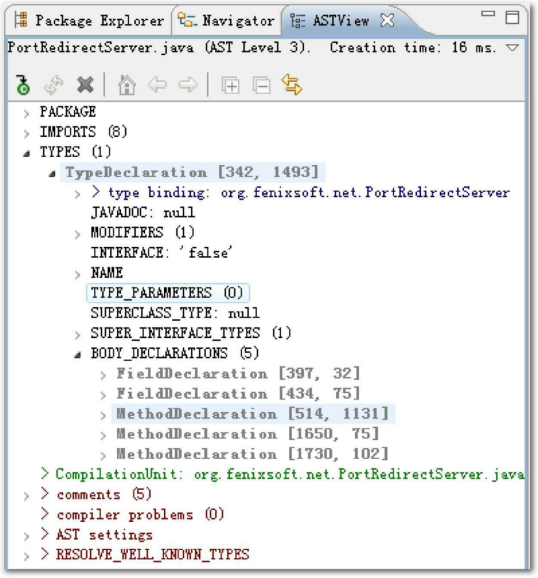 Package Explorer Navigator ASTView
PortRedirectServer.java (AST Level 3). Creation time: 16 ms.
> PACKAGE
> IMPORTS (8)
TYPES (1)
TypeDeclaration [342, 1493]
> > type binding: org.fenixsoft.net.PortRedirectServer
JAVADOC: null
> MODIFIERS (1)
INTERFACE: 'false'
> NAME
TYPE_PARAMETERS (0)
SUPERCLASS_TYPE: null
> SUPER_INTERFACE_TYPES (1)
BODY_DECLARATIONS (5)
> FieldDeclaration [397, 32]
> FieldDeclaration [434, 75]
> MethodDeclaration [514, 1131]
> MethodDeclaration [1650, 75]
> MethodDeclaration [1730, 102]
> CompilationUnit: org.fenixsoft.net.PortRedirectServer.java
> > comments (5)
> compiler problems (0)
> > AST settings
> > RESOLVE_WELL_KNOWN_TYPES